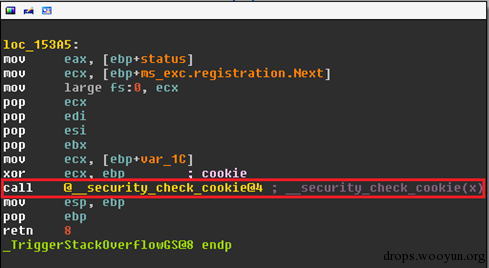 loc_153A5:
mov eax, [ebp+status]
mov ecx, [ebp+ms_exc.registration.Next]
mov large fs:0, ecx
pop ecx
pop edi
pop esi
pop ebx
mov ecx, [ebp+var_1C]
xor ecx, ebp ; cookie
call @__security_check_cookie@4 ; __security_check_cookie(x)
mov esp, ebp
pop ebp
retn 8
_TriggerStackOverflowGS@8 endp
drops.wooyun.org